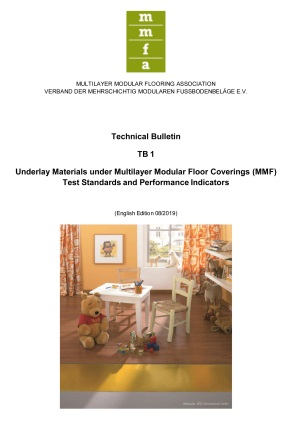 m
m
f
a
MULTILAYER MODULAR FLOORING ASSOCIATION
VERBAND DER MEHRSCHICHTIG MODULAREN FUSSBODENBELÄGE E.V.
Technical Bulletin
TB 1
Underlay Materials under Multilayer Modular Floor Coverings (MMF)
Test Standards and Performance Indicators
(English Edition 08/2019)